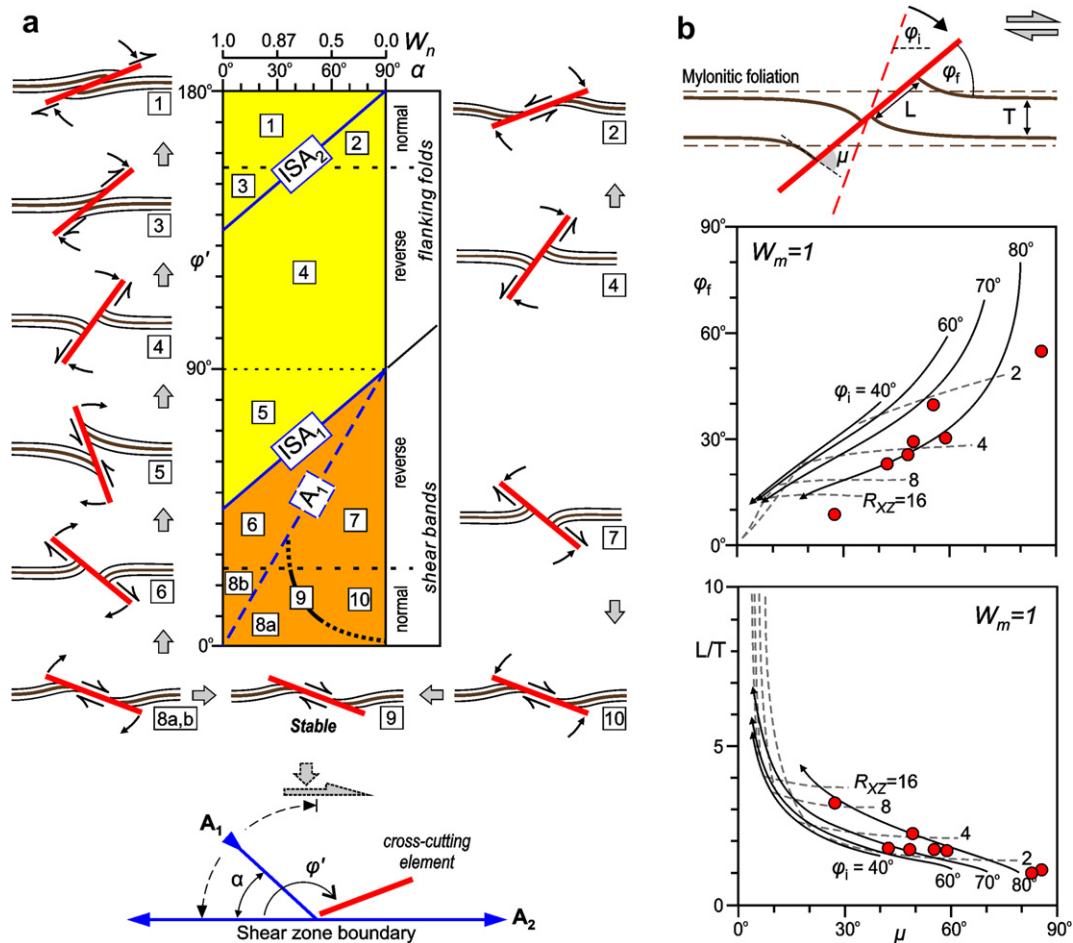 a
1.0 0.87 0.5 0.0 Wn
0° 30° 60° 90° α
180°
φ'
90°
0°
1
2
3
ISA2
4
5
ISA1
A1
6
7
8b
9
10
8a
normal
reverse
flanking folds
reverse
normal
shear bands
1
3
4
5
6
8a,b
Stable
9
10
2
4
7
A1
α
φ'
cross-cutting
element
A2
Shear zone boundary
b
φi
φf
Mylonitic foliation
L
T
μ
90°
Wm=1
φf
60°
30°
0°
80°
70°
60°
φi = 40°
2
4
8
RXZ=16
10
Wm=1
L/T
5
0
RXZ=16
8
4
2
φi = 40°
60° 70° 80°
0° 30° μ 60° 90°